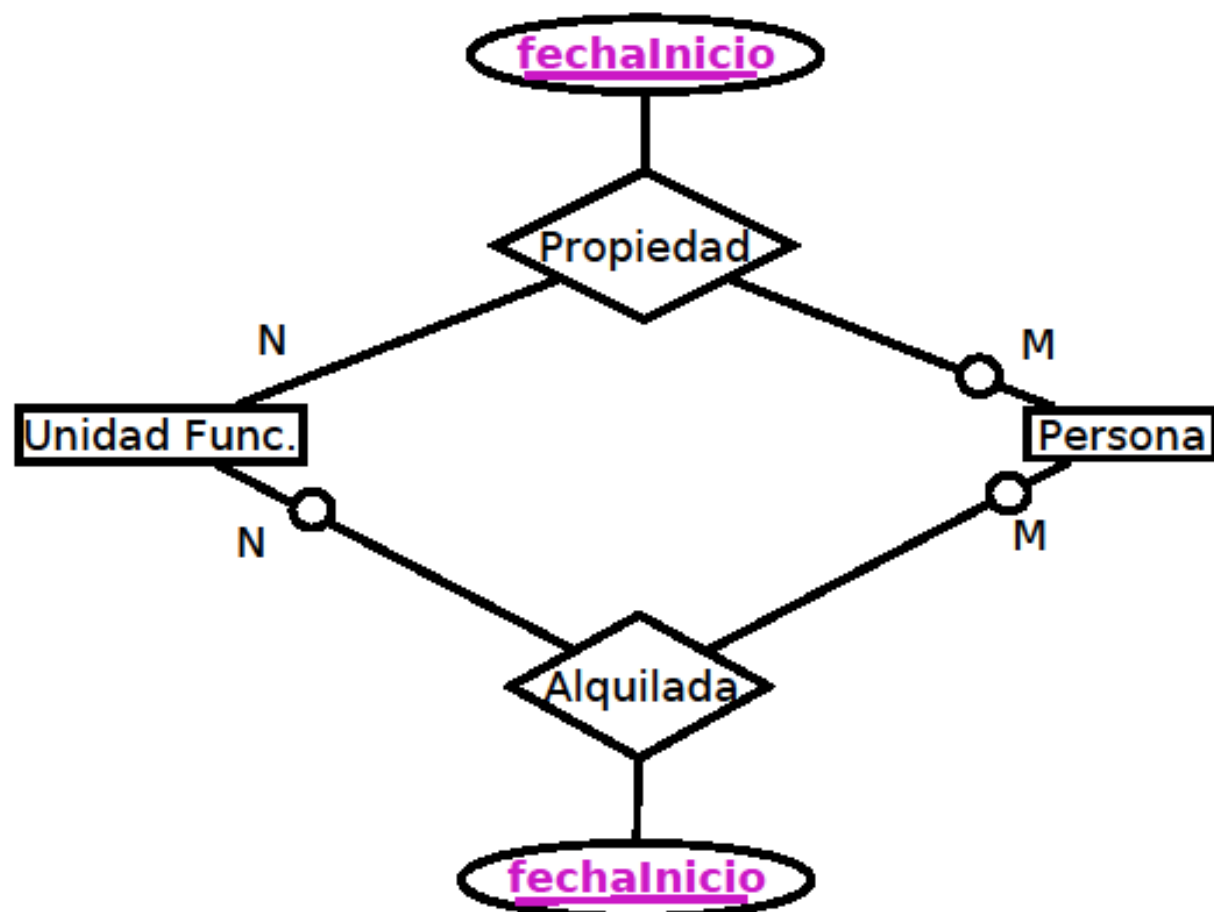 fechaInicio
Propiedad
N
M
Unidad Func.
Persona
N
M
Alquilada
fechaInicio